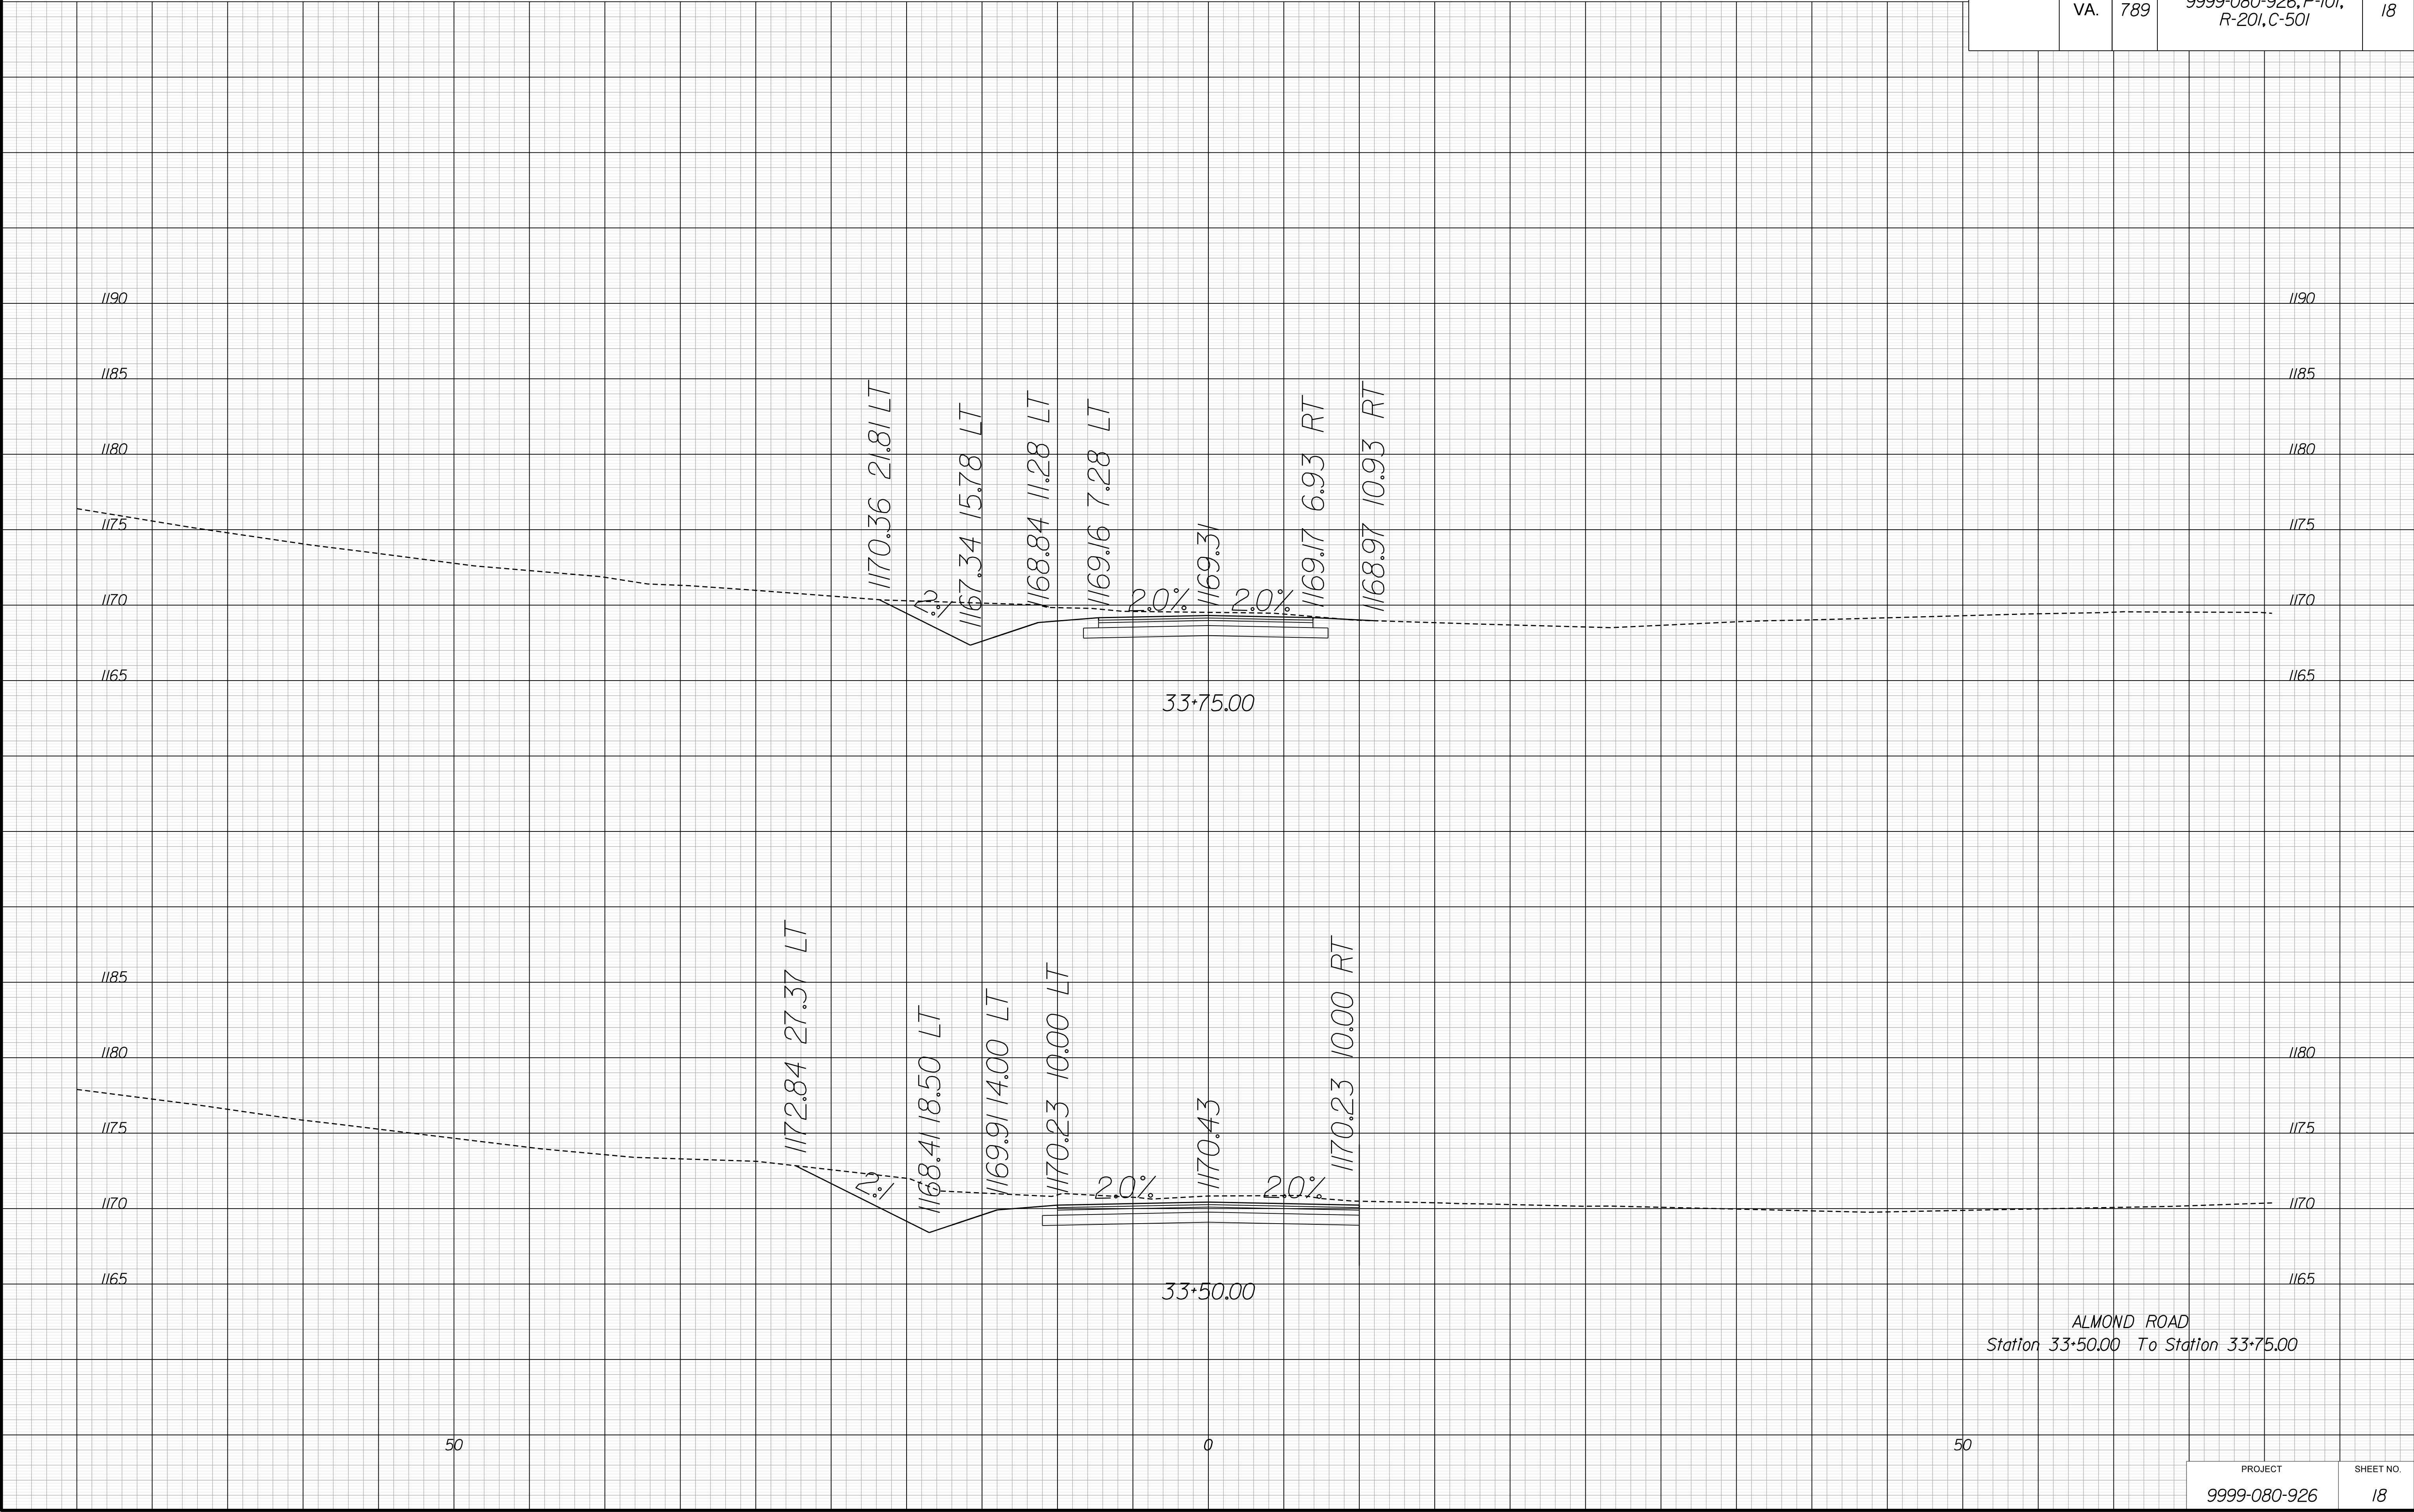 VA. 789 9999-080-926, P-101, 18
R-201, C-501
1190 1190
1185 1185
1180 1180
1175 1175
1170 1170
1165 1165
1170.36 21.81 LT
1167.34 15.78 LT
1168.84 11.28 LT
1169.16 7.28 LT
1169.31
1169.17 6.93 RT
1168.97 10.93 RT
2:1
2.0% 2.0%
33+75.00
1185
1180 1180
1175 1175
1170 1170
1165 1165
1172.84 27.37 LT
1168.41 18.50 LT
1169.91 14.00 LT
1170.23 10.00 LT
1170.43
1170.23 10.00 RT
2:1
2.0% 2.0%
33+50.00
ALMOND ROAD
Station 33+50.00 To Station 33+75.00
50 0 50
PROJECT SHEET NO.
9999-080-926 18